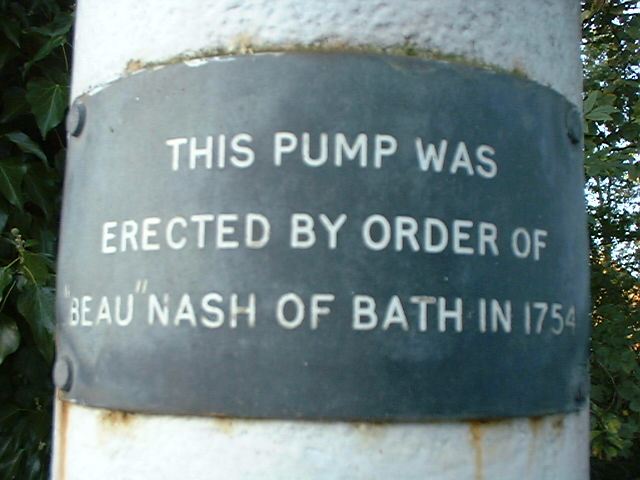 THIS PUMP WAS
ERECTED BY ORDER OF
"BEAU" NASH OF BATH IN 1754